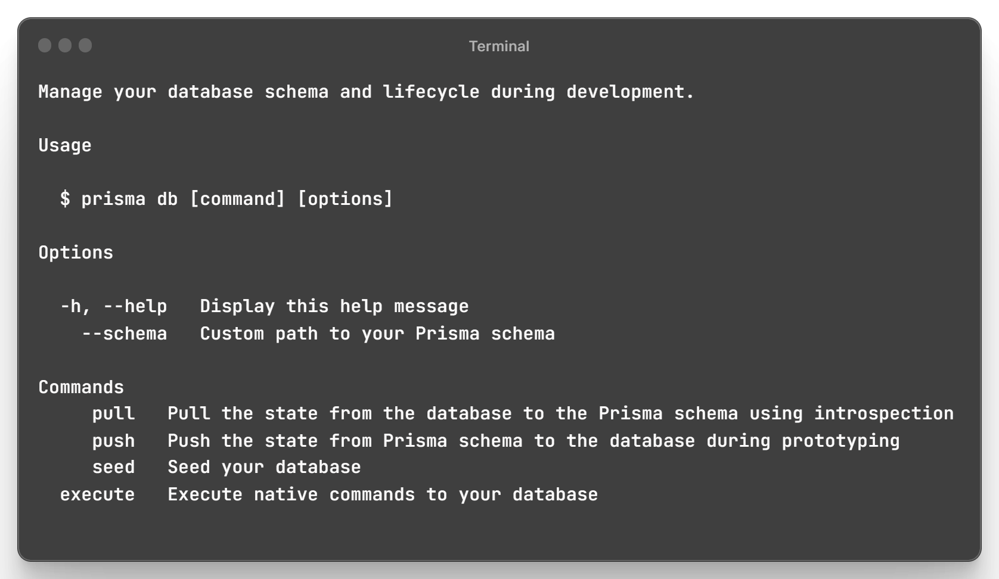 Terminal
Manage your database schema and lifecycle during development.
Usage
$ prisma db [command] [options]
Options
-h, --help   Display this help message
--schema   Custom path to your Prisma schema
Commands
pull   Pull the state from the database to the Prisma schema using introspection
push   Push the state from Prisma schema to the database during prototyping
seed   Seed your database
execute   Execute native commands to your database